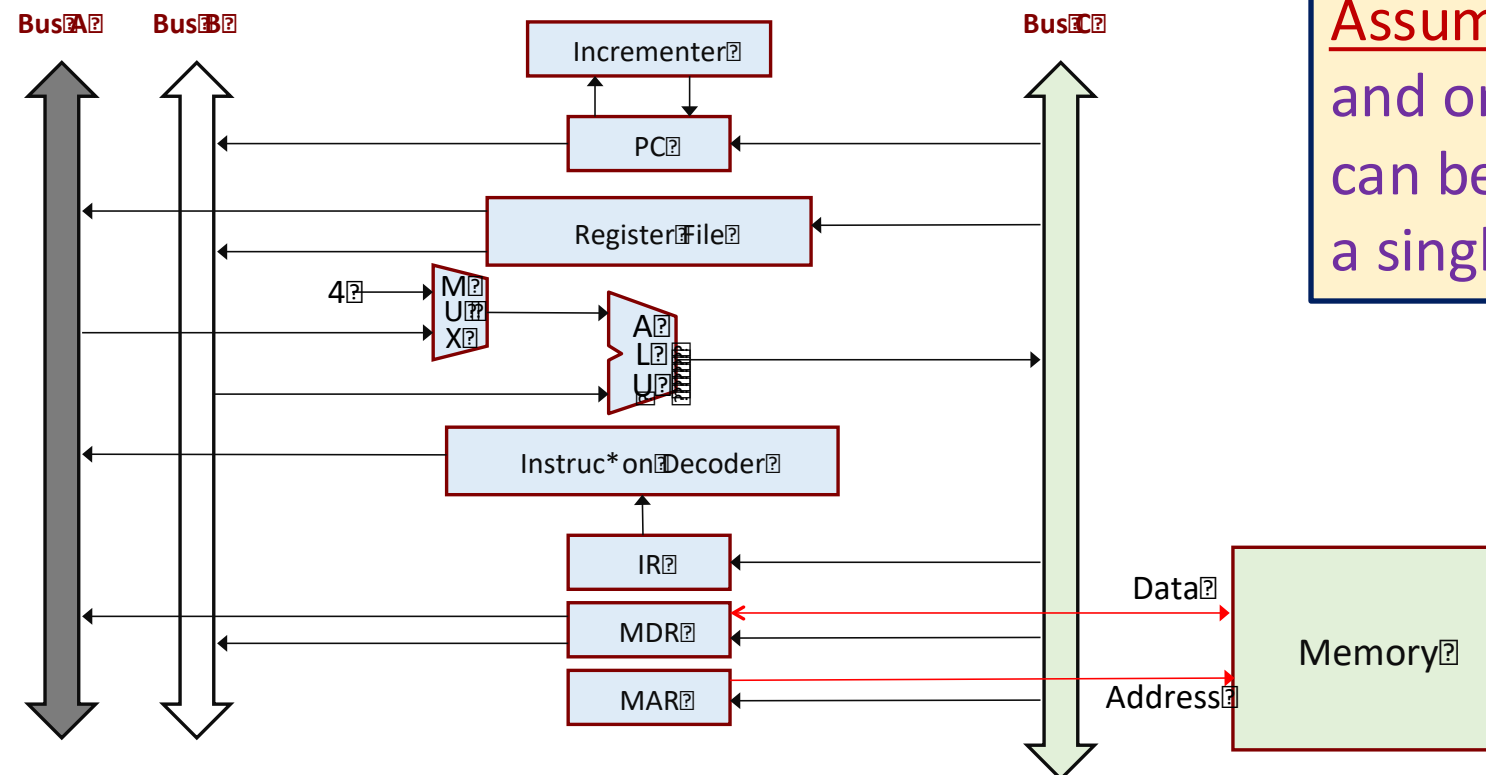 Bus�A� Bus�B� Bus�C�
Incrementer�
PC�
Register�File�
4�
M�
U��
X�
A�
L�
U�
Instruc*on�Decoder�
IR�
MDR�
MAR�
Data�
Address�
Memory�
Assum
and or
can be
a singl